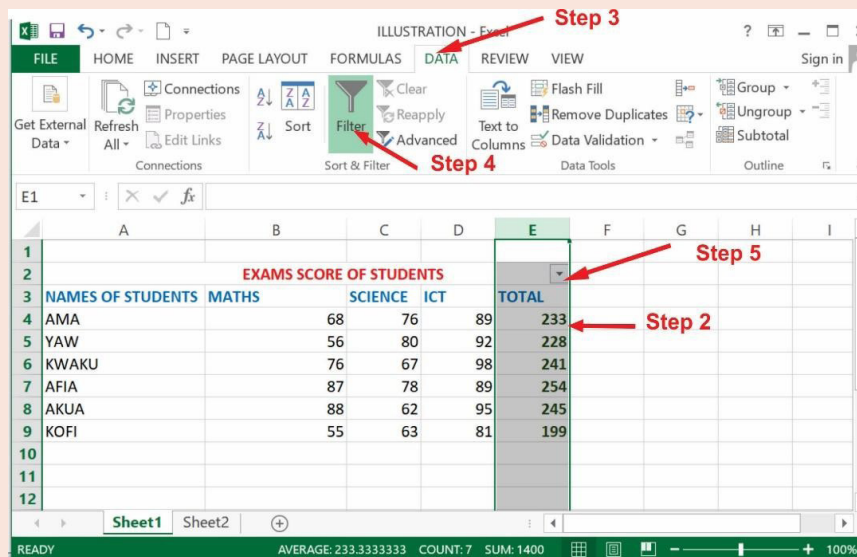 Step 3
ILLUSTRATION - Excel
?
FILE HOME INSERT PAGE LAYOUT FORMULAS DATA REVIEW VIEW Sign in
Get External Data
Refresh All
Connections
Properties
Edit Links
Connections
Sort
Filter
Clear
Reapply
Advanced
Sort & Filter
Step 4
Text to Columns
Flash Fill
Remove Duplicates
Data Validation
Data Tools
Group
Ungroup
Subtotal
Outline
E1 fx
A B C D E F G H I
1
2 EXAMS SCORE OF STUDENTS
Step 5
3 NAMES OF STUDENTS MATHS SCIENCE ICT TOTAL
4 AMA 68 76 89 233
Step 2
5 YAW 56 80 92 228
6 KWAKU 76 67 98 241
7 AFIA 87 78 89 254
8 AKUA 88 62 95 245
9 KOFI 55 63 81 199
10
11
12
Sheet1 Sheet2
READY AVERAGE: 233.3333333 COUNT: 7 SUM: 1400 100%